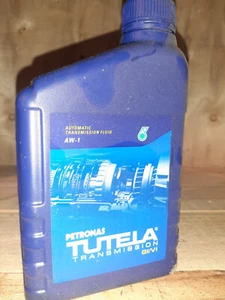 AUTOMATIC
TRANSMISSION FLUID
AW-1
PETRONAS
TUTELA
TRANSMISSION
GI/VI